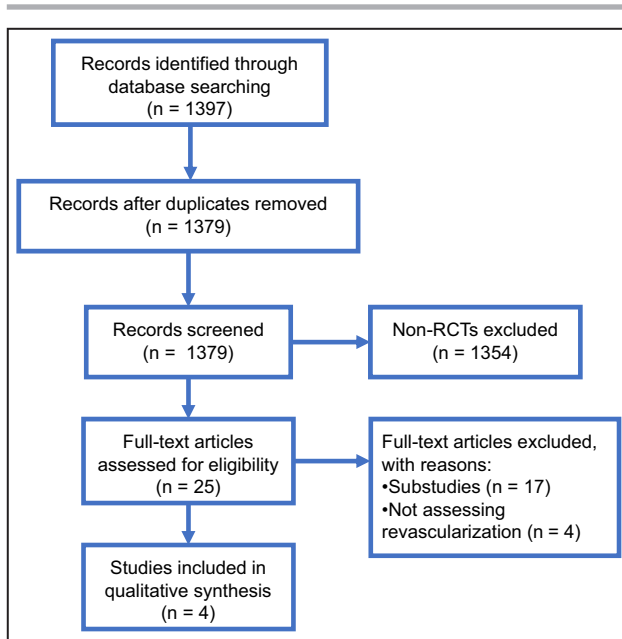 Records identified through
database searching
(n = 1397)
Records after duplicates removed
(n = 1379)
Records screened
(n = 1379)
Non-RCTs excluded
(n = 1354)
Full-text articles
assessed for eligibility
(n = 25)
Full-text articles excluded,
with reasons:
•Substudies (n = 17)
•Not assessing
revascularization (n = 4)
Studies included in
qualitative synthesis
(n = 4)